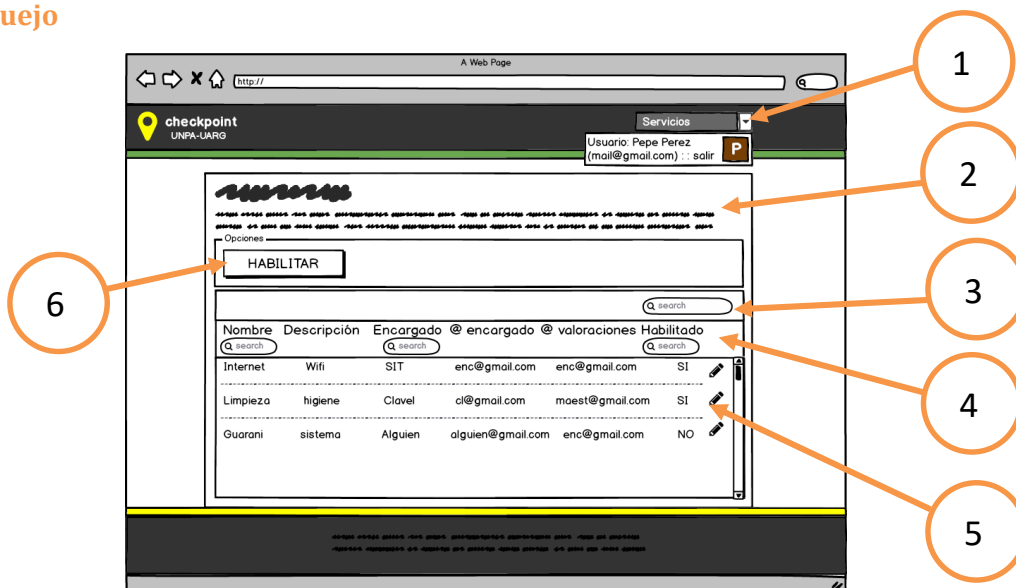 uejo
1
A Web Page
http://
checkpoint
UNPA-UARG
Servicios
Usuario: Pepe Perez
(mail@gmail.com) : : salir
P
2
Opciones
HABILITAR
6
search
3
Nombre Descripción Encargado @ encargado @ valoraciones Habilitado
search search search
Internet Wifi SIT enc@gmail.com enc@gmail.com SI
4
Limpieza higiene Clavel cl@gmail.com maest@gmail.com SI
Guarani sistema Alguien alguien@gmail.com enc@gmail.com NO
5